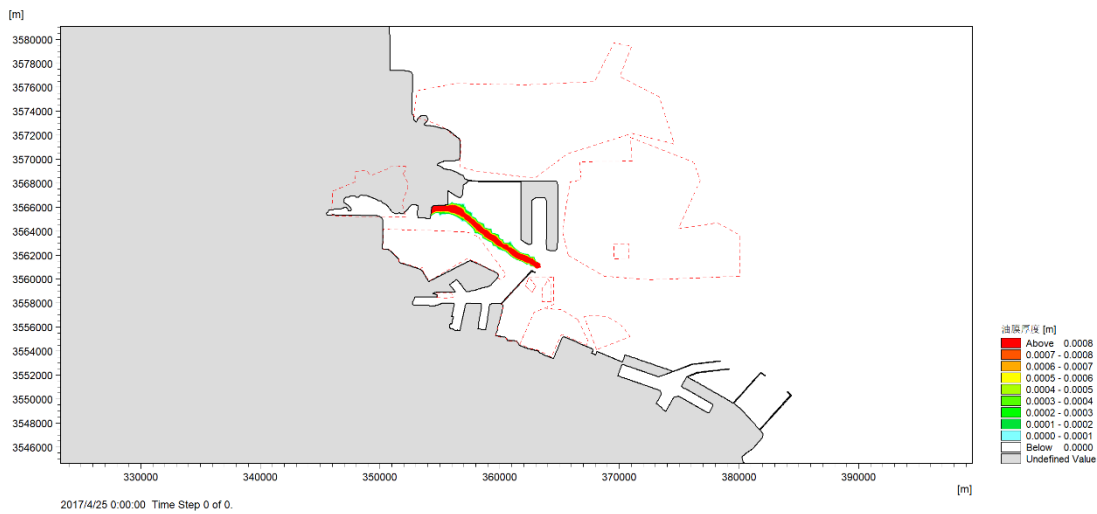 [m]
3580000
3578000
3576000
3574000
3572000
3570000
3568000
3566000
3564000
3562000
3560000
3558000
3556000
3554000
3552000
3550000
3548000
3546000
330000 340000 350000 360000 370000 380000 390000
[m]
2017/4/25 0:00:00 Time Step 0 of 0.
油膜厚度 [m]
Above 0.0008
0.0007 - 0.0008
0.0006 - 0.0007
0.0005 - 0.0006
0.0004 - 0.0005
0.0003 - 0.0004
0.0002 - 0.0003
0.0001 - 0.0002
0.0000 - 0.0001
Below 0.0000
Undefined Value